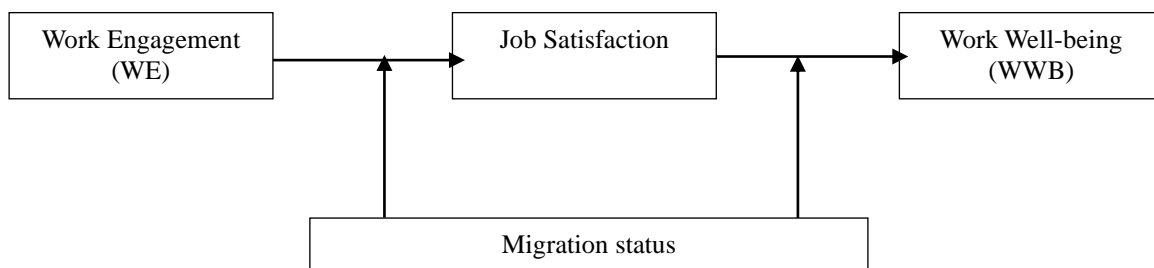 Work Engagement
(WE)
Job Satisfaction
Work Well-being
(WWB)
Migration status